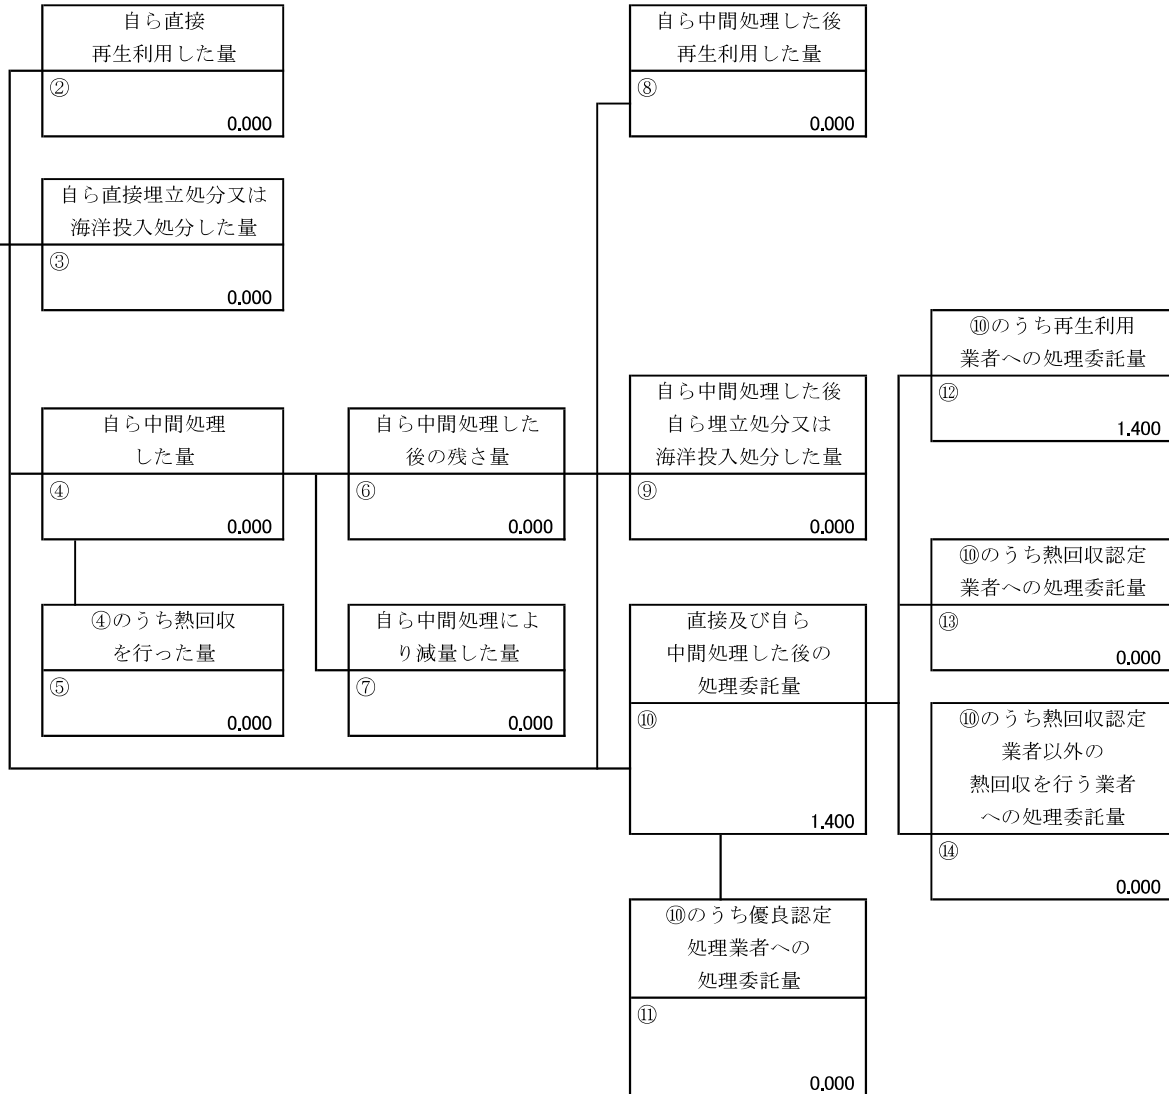 自ら直接
再生利用した量
②
0.000
自ら中間処理した後
再生利用した量
⑧
0.000
自ら直接埋立処分又は
海洋投入処分した量
③
0.000
⑩のうち再生利用
業者への処理委託量
⑫
1.400
自ら中間処理
した量
④
0.000
自ら中間処理した
後の残さ量
⑥
0.000
自ら中間処理した後
自ら埋立処分又は
海洋投入処分した量
⑨
0.000
⑩のうち熱回収認定
業者への処理委託量
⑬
0.000
④のうち熱回収
を行った量
⑤
0.000
自ら中間処理によ
り減量した量
⑦
0.000
直接及び自ら
中間処理した後の
処理委託量
⑩
1.400
⑩のうち熱回収認定
業者以外の
熱回収を行う業者
への処理委託量
⑭
0.000
⑩のうち優良認定
処理業者への
処理委託量
⑪
0.000